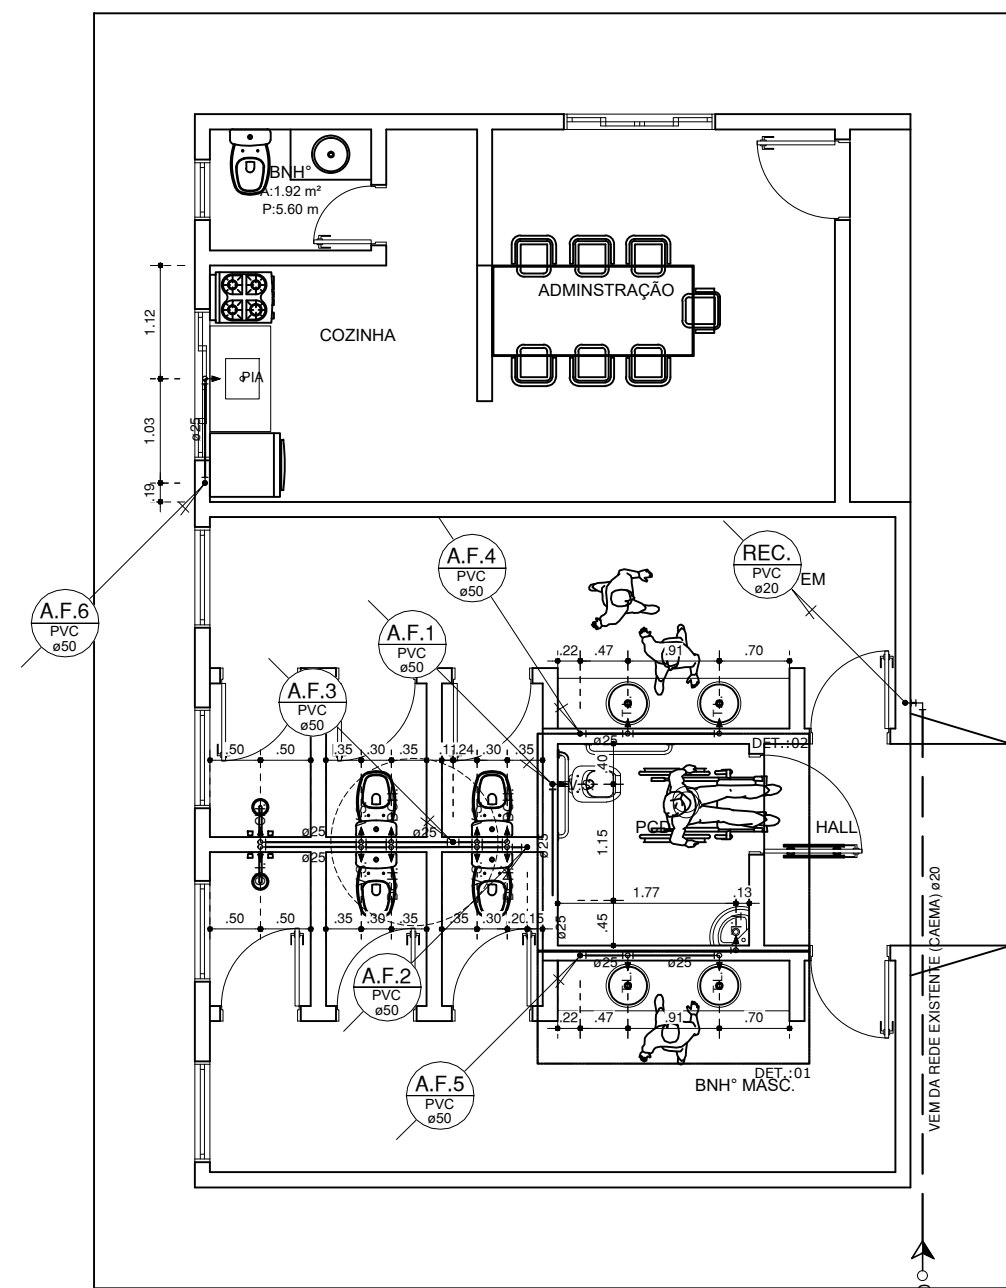 BNH°
A:1.92 m²
P:5.60 m
ADMINSTRAÇÃO
COZINHA
1.12
PIA
1.03
ø25
.19
A.F.4
PVC
ø50
REC.
PVC
ø20
EM
A.F.6
PVC
ø50
A.F.1
PVC
ø50
A.F.3
PVC
ø50
.22
.47
.91
.70
ø25
DET.:02
.50
.50
.35
.30
.35
.11
.24
.30
.35
.40
PCD
HALL
ø25
ø25
ø25
ø25
1.15
1.77
.13
.50
.50
.35
.30
.35
.35
.30
.20
.15
ø25
.45
ø25
ø25
A.F.2
PVC
ø50
.22
.47
.91
.70
DET.:01
BNH° MASC.
A.F.5
PVC
ø50
VEM DA REDE EXISTENTE (CAEMA) ø20